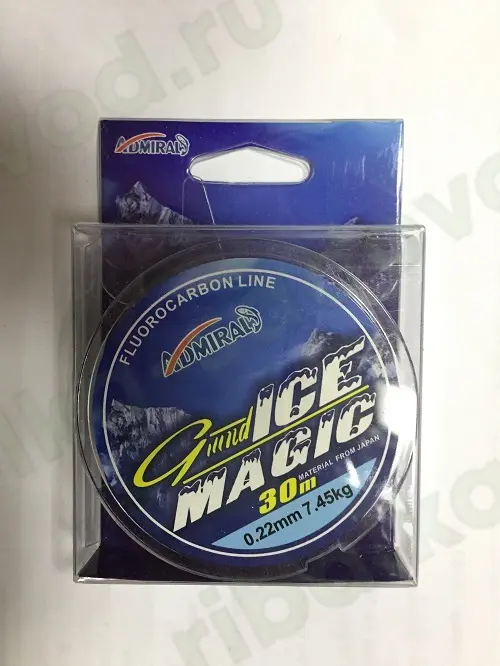 ADMIRAL
FLUOROCARBON LINE
ADMIRAL
Grand ICE
MAGIC
30m
MATERIAL FROM JAPAN
0.22mm 7.45kg